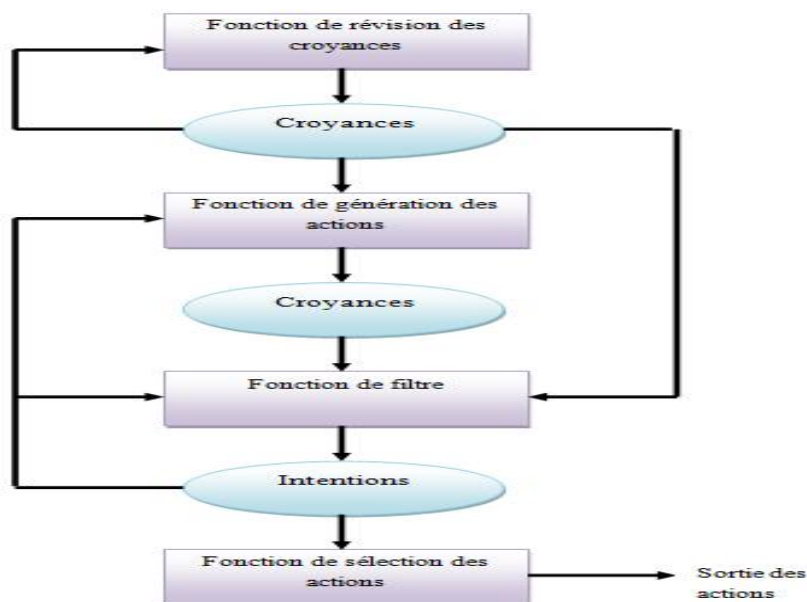 Fonction de révision des
croyances
Croyances
Fonction de génération des
actions
Croyances
Fonction de filtre
Intentions
Fonction de sélection des
actions
Sortie des
actions